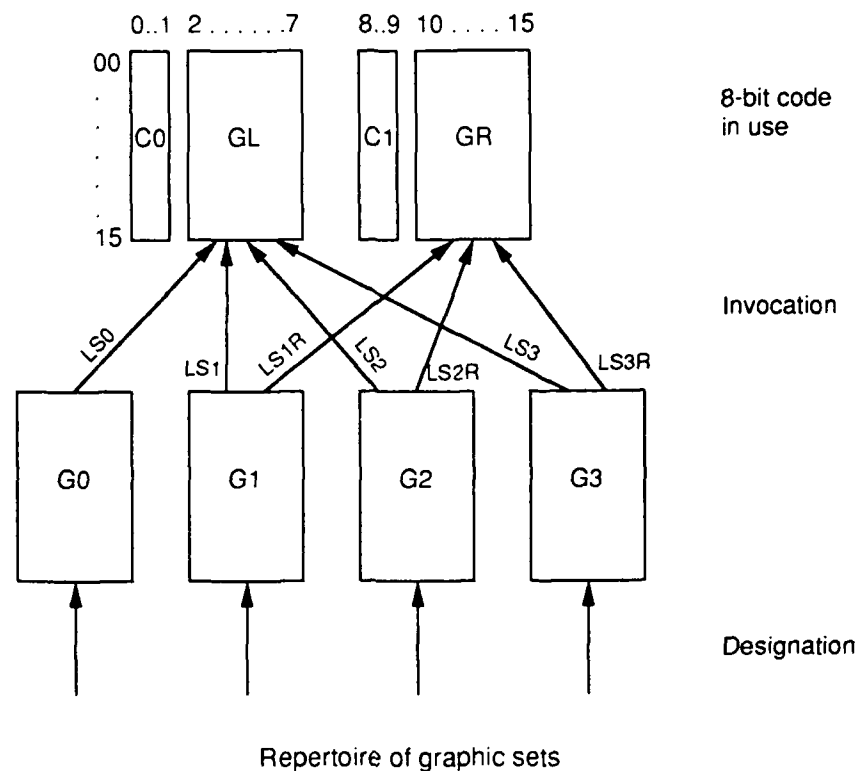 0..1 2.......7 8..9 10.....15
00
.
.
.
.
.
15
C0
GL
C1
GR
8-bit code
in use
LS0
LS1
LS1R
LS2
LS2R
LS3
LS3R
Invocation
G0
G1
G2
G3
Designation
Repertoire of graphic sets